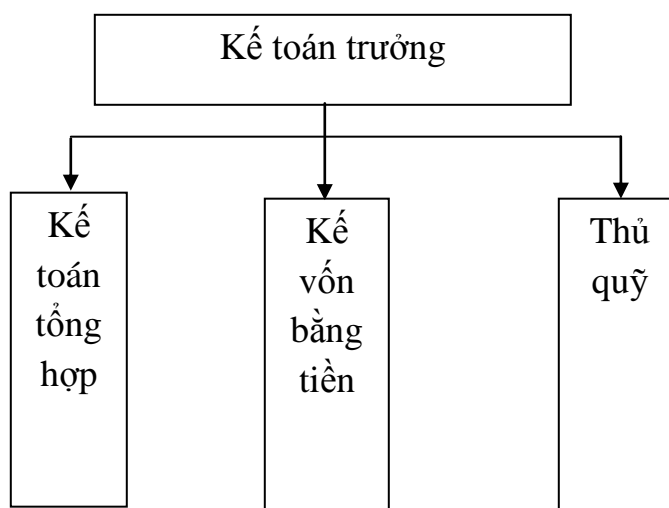 Kế toán trưởng
Kế
toán
tổng
hợp
Kế
vốn
bằng
tiền
Thủ
quỹ